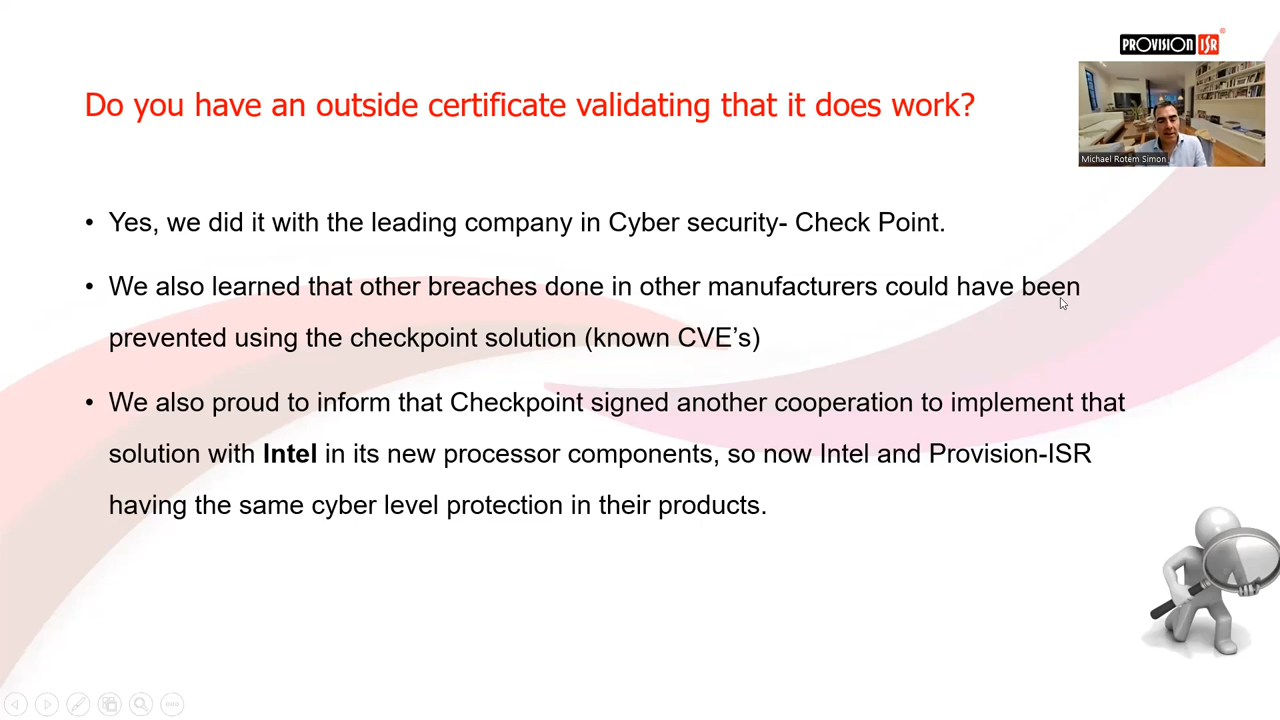 PROVISION ISR®
Do you have an outside certificate validating that it does work?
Michael Rotem Simon
• Yes, we did it with the leading company in Cyber security- Check Point.
• We also learned that other breaches done in other manufacturers could have been
prevented using the checkpoint solution (known CVE’s)
• We also proud to inform that Checkpoint signed another cooperation to implement that
solution with Intel in its new processor components, so now Intel and Provision-ISR
having the same cyber level protection in their products.